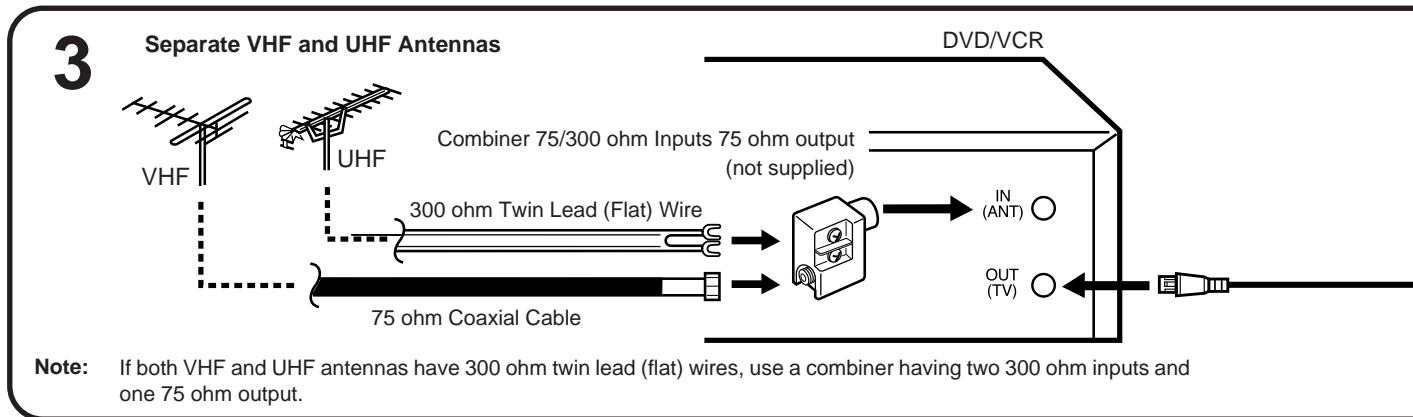 3
Separate VHF and UHF Antennas
DVD/VCR
VHF
UHF
Combiner 75/300 ohm Inputs 75 ohm output
(not supplied)
300 ohm Twin Lead (Flat) Wire
IN
(ANT)
75 ohm Coaxial Cable
OUT
(TV)
Note: If both VHF and UHF antennas have 300 ohm twin lead (flat) wires, use a combiner having two 300 ohm inputs and
one 75 ohm output.